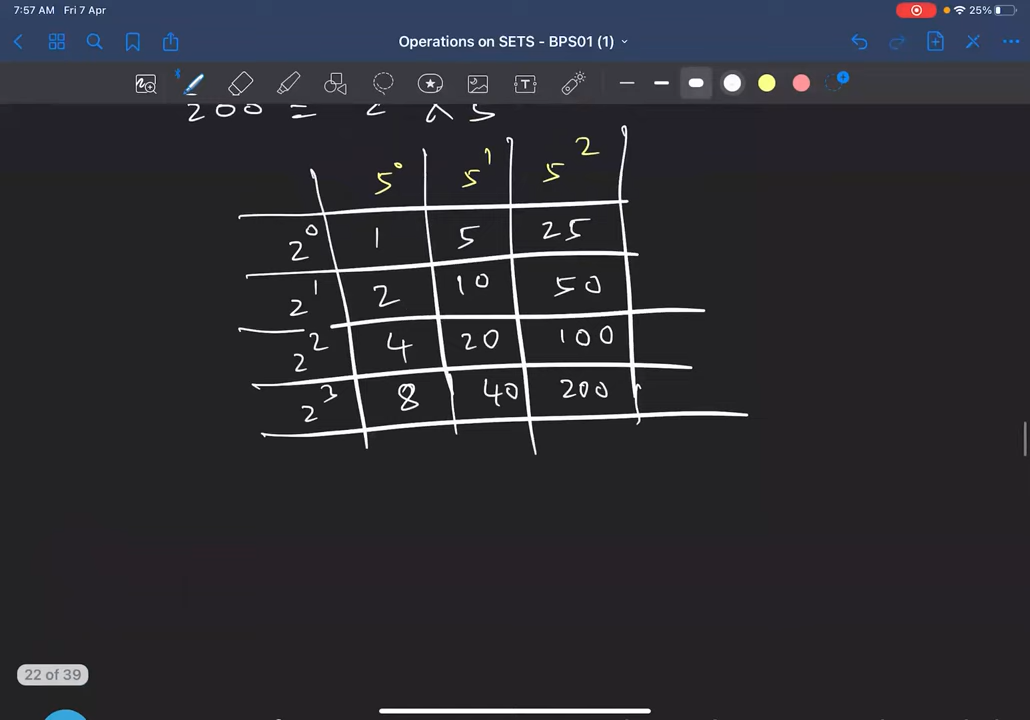 7:57 AM Fri 7 Apr
25%
Operations on SETS - BPS01 (1)
T
200 =
5⁰ 5¹ 5²
2⁰ 1 5 25
2¹ 2 10 50
2² 4 20 100
2³ 8 40 200
22 of 39